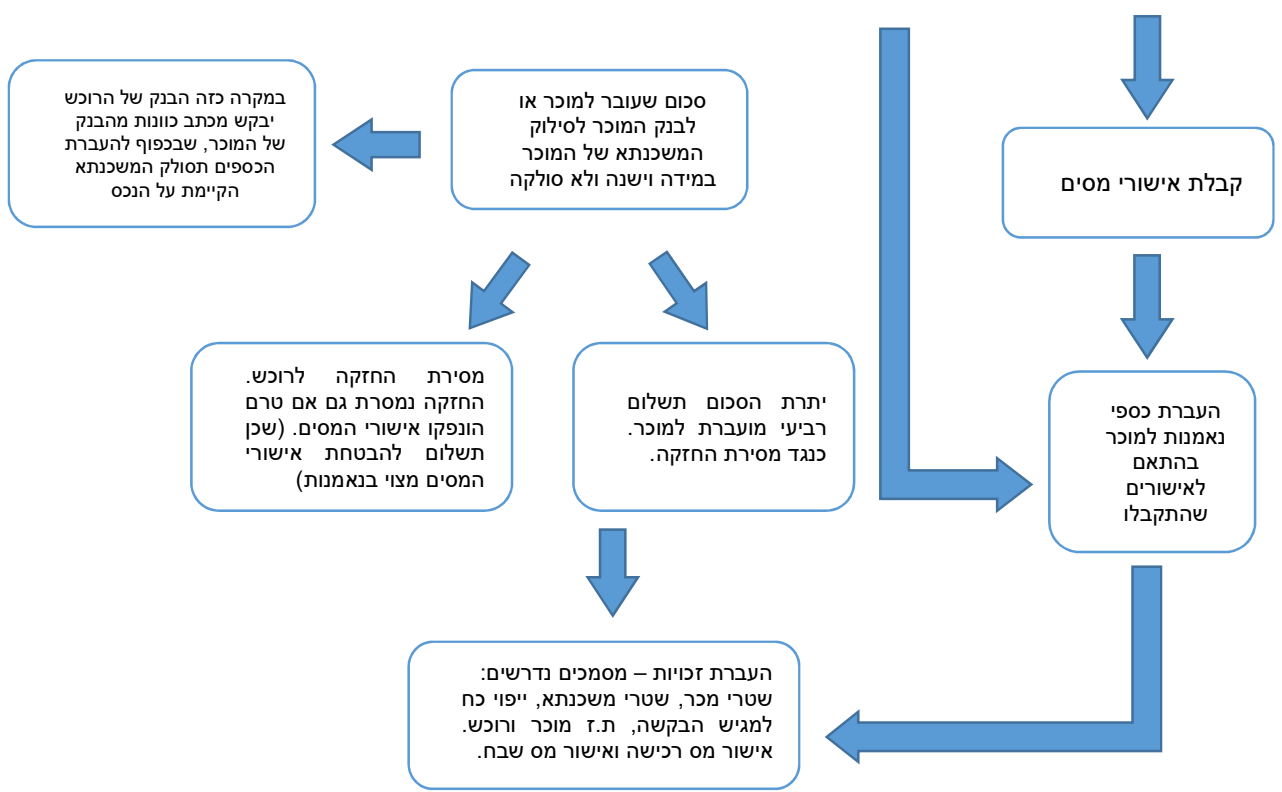 קבלת אישורי מסים
סכום שעובר למוכר או
לבנק המוכר לסילוק
המשכנתא של המוכר
במידה וישנה ולא סולקה
במקרה כזה הבנק של הרוכש
יבקש מכתב כוונות מהבנק
של המוכר, שבכפוף להעברת
הכספים תסולק המשכנתא
הקיימת על הנכס
העברת כספי
נאמנות למוכר
בהתאם
לאישורים
שהתקבלו
יתרת הסכום תשלום
רביעי מועברת למוכר.
כנגד מסירת החזקה.
מסירת החזקה לרוכש.
החזקה נמסרת גם אם טרם
הונפקו אישורי המסים. (שכן
תשלום להבטחת אישורי
המסים מצוי בנאמנות)
העברת זכויות – מסמכים נדרשים:
שטרי מכר, שטרי משכנתא, ייפוי כח
למגיש הבקשה, ת.ז מוכר ורוכש.
אישור מס רכישה ואישור מס שבח.